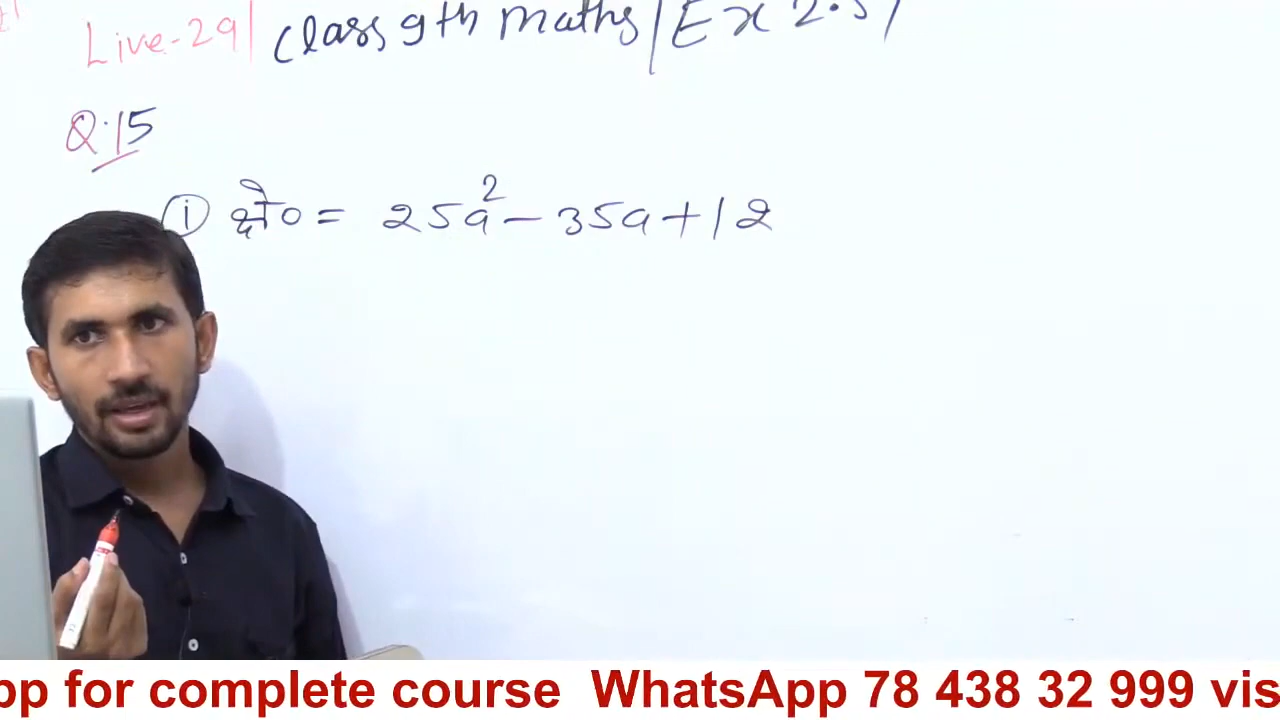 Live-29| Class 9th maths/Ex 2.5/
Q.15
(i) क्षे० = 25a² - 35a + 12
pp for complete course WhatsApp 78 438 32 999 vis